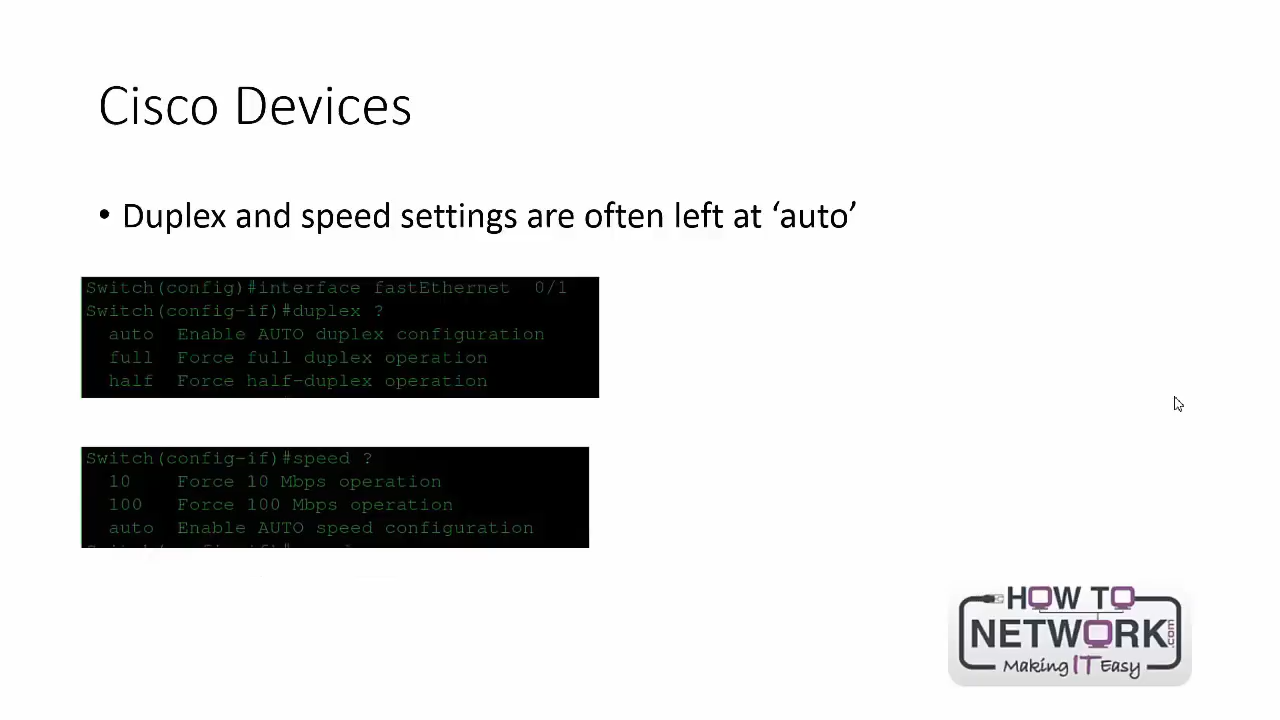 Cisco Devices
• Duplex and speed settings are often left at ‘auto’
Switch(config)#interface fastEthernet  0/1
Switch(config-if)#duplex ?
  auto  Enable AUTO duplex configuration
  full  Force full duplex operation
  half  Force half-duplex operation
Switch(config-if)#speed ?
  10    Force 10 Mbps operation
  100   Force 100 Mbps operation
  auto  Enable AUTO speed configuration
HOW TO
NETWORK.com
Making IT Easy